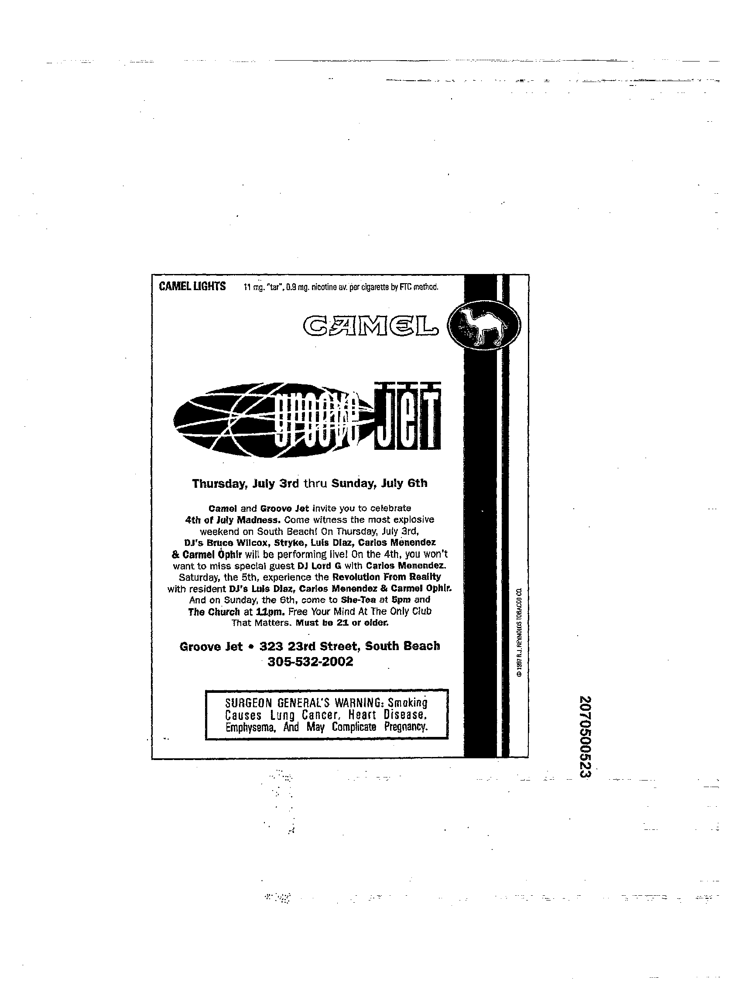 CAMEL LIGHTS 11 mg. "tar", 0.9 mg. nicotine av. per cigarette by FTC method.
CAMEL
groove Jet
Thursday, July 3rd thru Sunday, July 6th
Camel and Groove Jet invite you to celebrate
4th of July Madness. Come witness the most explosive
weekend on South Beach! On Thursday, July 3rd,
DJ's Bruce Wilcox, Stryke, Luis Diaz, Carlos Menendez
& Carmel Ophir will be performing live! On the 4th, you won't
want to miss special guest DJ Lord G with Carlos Menendez.
Saturday, the 5th, experience the Revolution From Reality
with resident DJ's Luis Diaz, Carlos Menendez & Carmel Ophir.
And on Sunday, the 6th, come to She-Tea at 5pm and
The Church at 11pm. Free Your Mind At The Only Club
That Matters. Must be 21 or older.
Groove Jet • 323 23rd Street, South Beach
305-532-2002
SURGEON GENERAL'S WARNING: Smoking
Causes Lung Cancer, Heart Disease,
Emphysema, And May Complicate Pregnancy.
© 1997 R.J. REYNOLDS TOBACCO CO.
2070500523